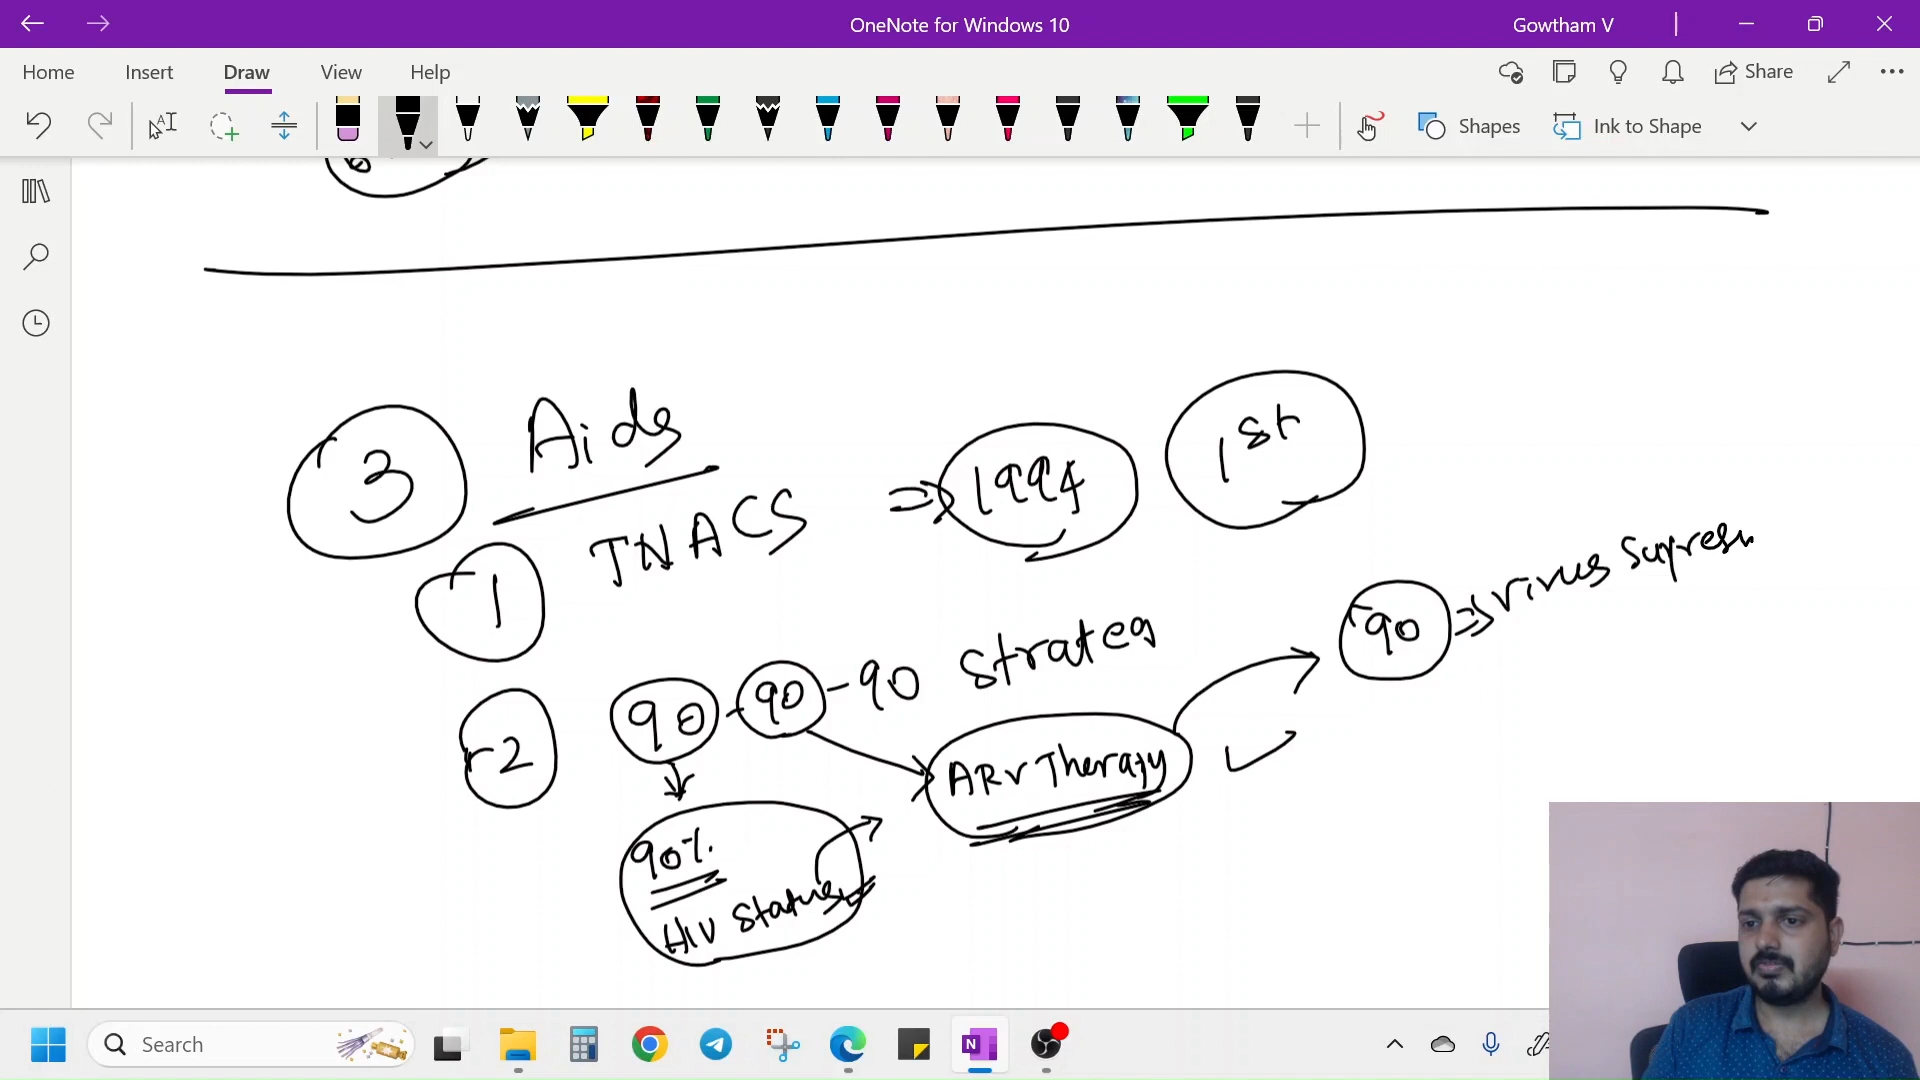 OneNote for Windows 10
Gowtham V
Home Insert Draw View Help
Share
Shapes
Ink to Shape
3 Aids
1 TNACS ⇒ 1994 1st
2 90-90-90 strateg
90 ⇒ virus Supress
ARV Therapy
90%
HIV status
Search